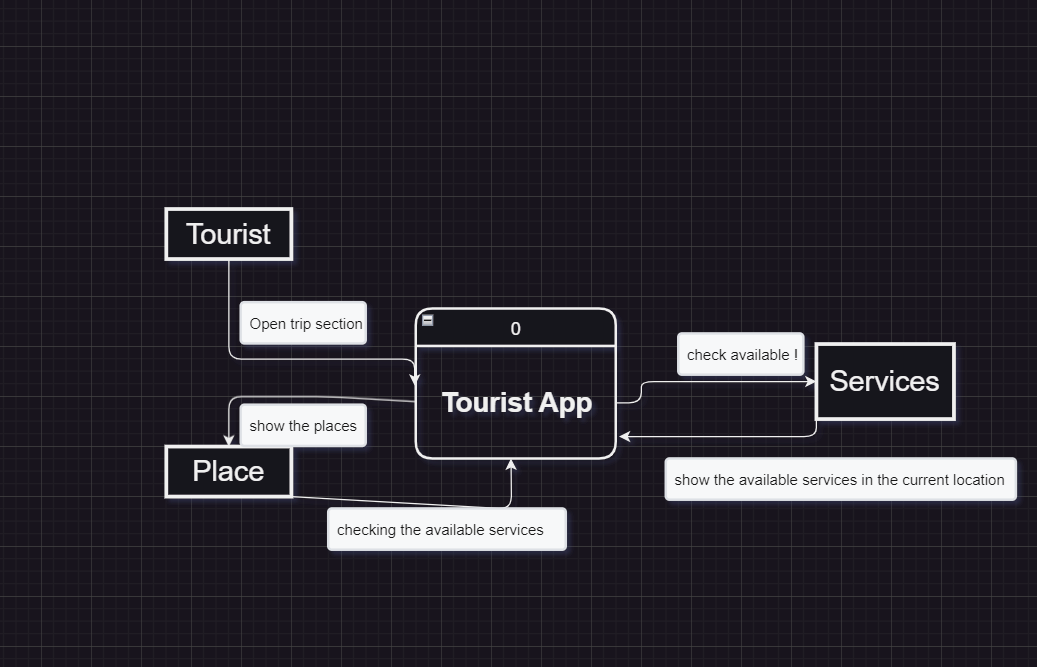 Tourist
Open trip section
0
Tourist App
check available !
Services
show the places
Place
show the available services in the current location
checking the available services